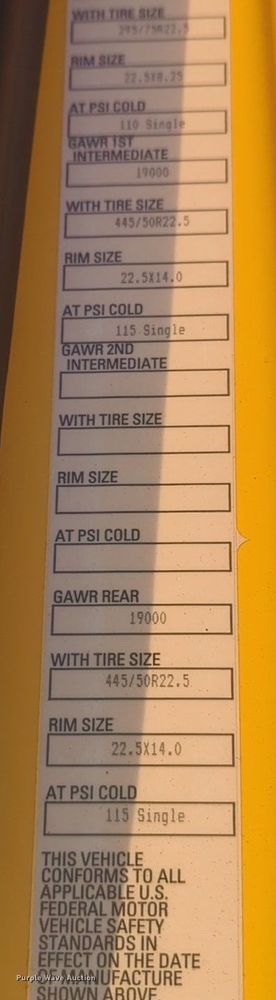 WITH TIRE SIZE
295/75R22.5
RIM SIZE
22.5X8.25
AT PSI COLD
110 Single
GAWR 1ST
INTERMEDIATE
19000
WITH TIRE SIZE
445/50R22.5
RIM SIZE
22.5X14.0
AT PSI COLD
115 Single
GAWR 2ND
INTERMEDIATE
WITH TIRE SIZE
RIM SIZE
AT PSI COLD
GAWR REAR
19000
WITH TIRE SIZE
445/50R22.5
RIM SIZE
22.5X14.0
AT PSI COLD
115 Single
THIS VEHICLE
CONFORMS TO ALL
APPLICABLE U.S.
FEDERAL MOTOR
VEHICLE SAFETY
STANDARDS IN
EFFECT ON THE DATE
OF MANUFACTURE
SHOWN ABOVE
Purple Wave Auction